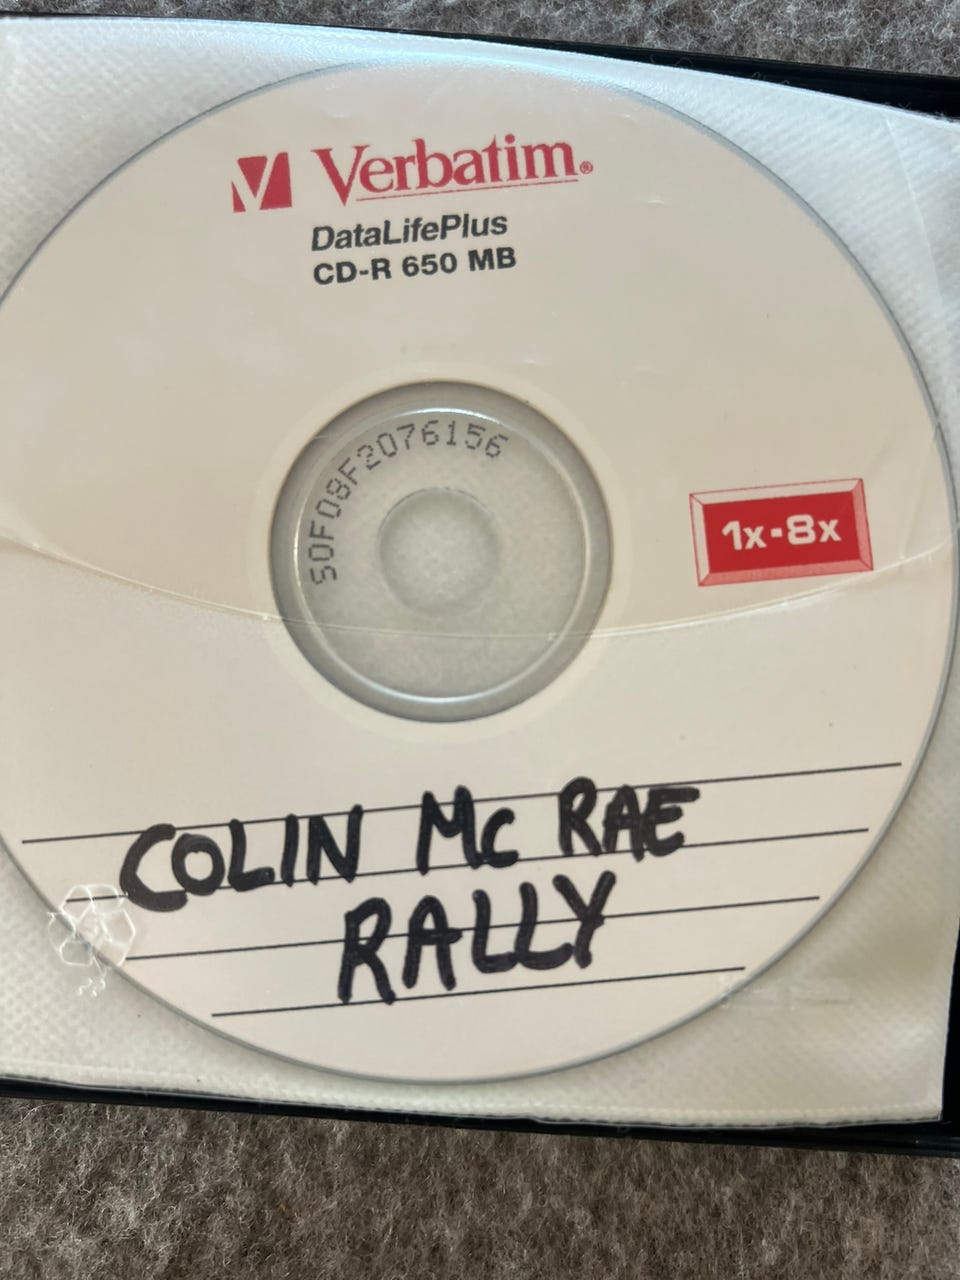 Verbatim®
DataLifePlus
CD-R 650 MB
50F08F2076156
1x-8x
COLIN Mc RAE
RALLY